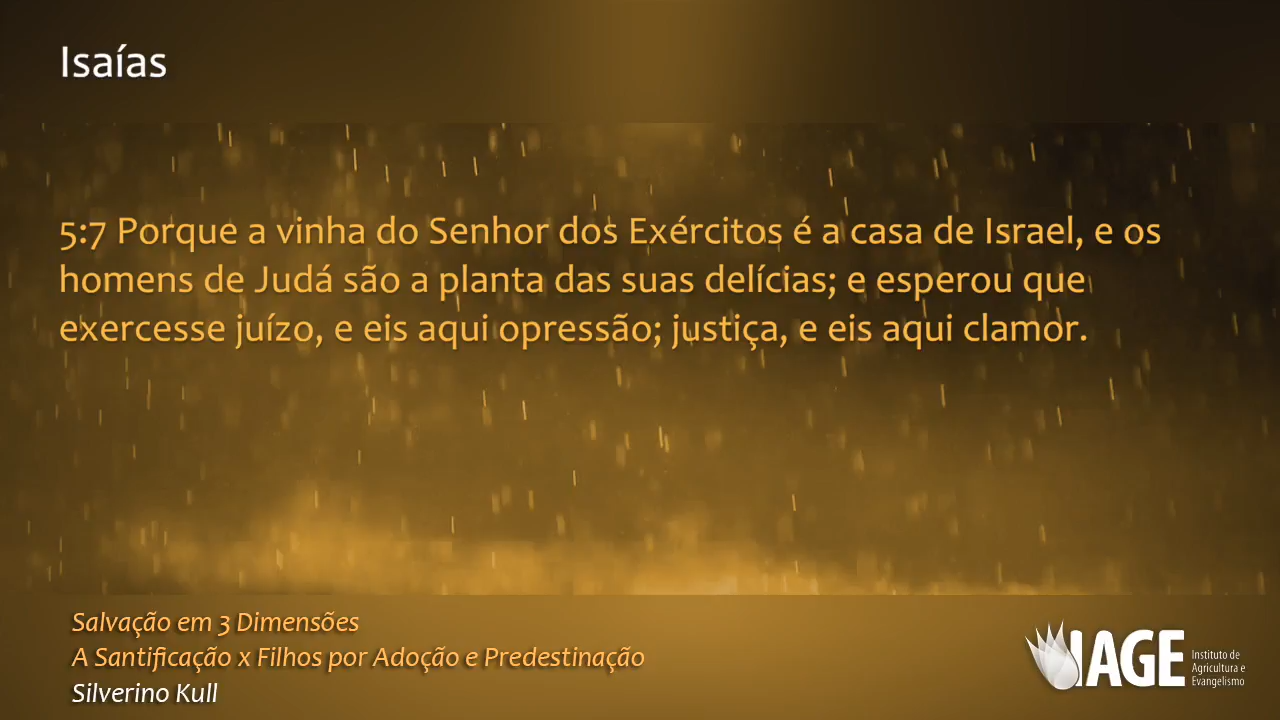 Isaías
5:7 Porque a vinha do Senhor dos Exércitos é a casa de Israel, e os
homens de Judá são a planta das suas delícias; e esperou que
exercesse juízo, e eis aqui opressão; justiça, e eis aqui clamor.
Salvação em 3 Dimensões
A Santificação x Filhos por Adoção e Predestinação
Silverino Kull
IAGE
Instituto de
Agricultura e
Evangelismo